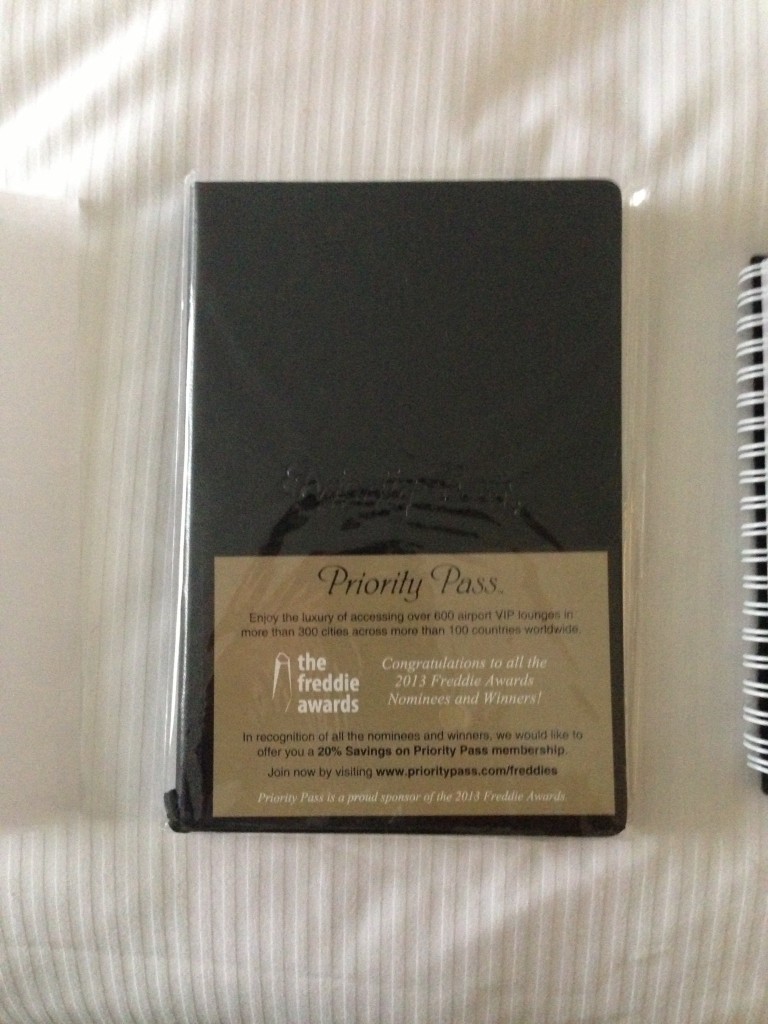 Priority Pass™
Enjoy the luxury of accessing over 600 airport VIP lounges in
more than 300 cities across more than 100 countries worldwide.
the
freddie
awards
Congratulations to all the
2013 Freddie Awards
Nominees and Winners!
In recognition of all the nominees and winners, we would like to
offer you a 20% Savings on Priority Pass membership.
Join now by visiting www.prioritypass.com/freddies
Priority Pass is a proud sponsor of the 2013 Freddie Awards